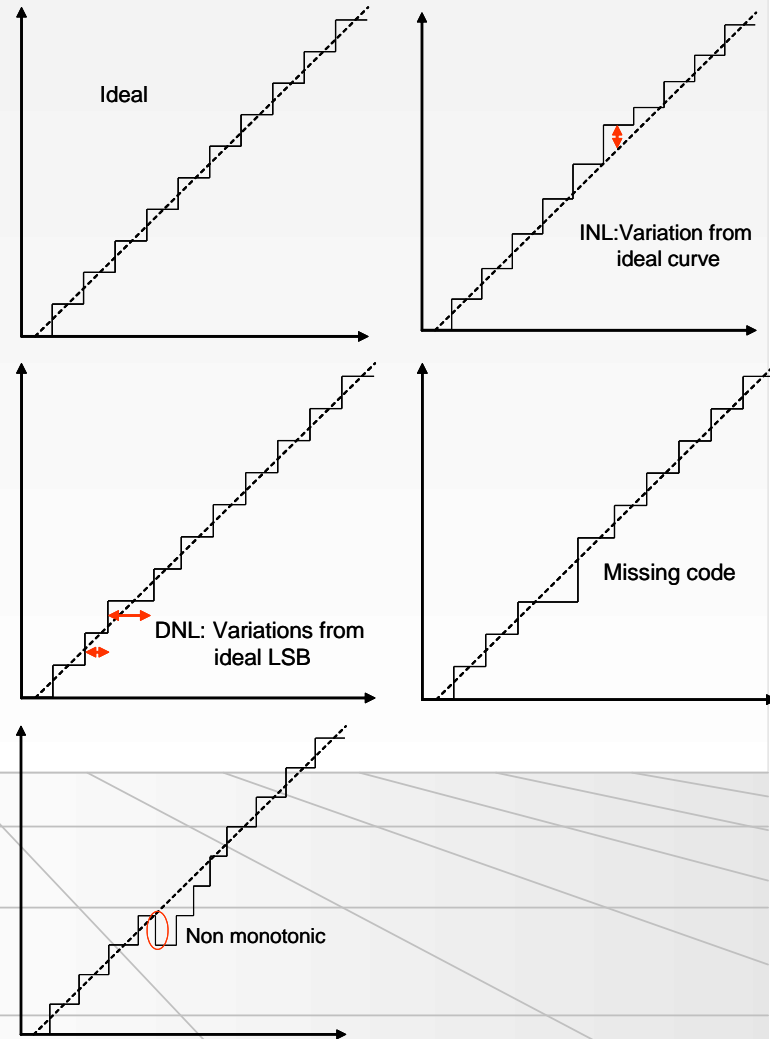 Ideal
INL:Variation from
ideal curve
DNL: Variations from
ideal LSB
Missing code
Non monotonic